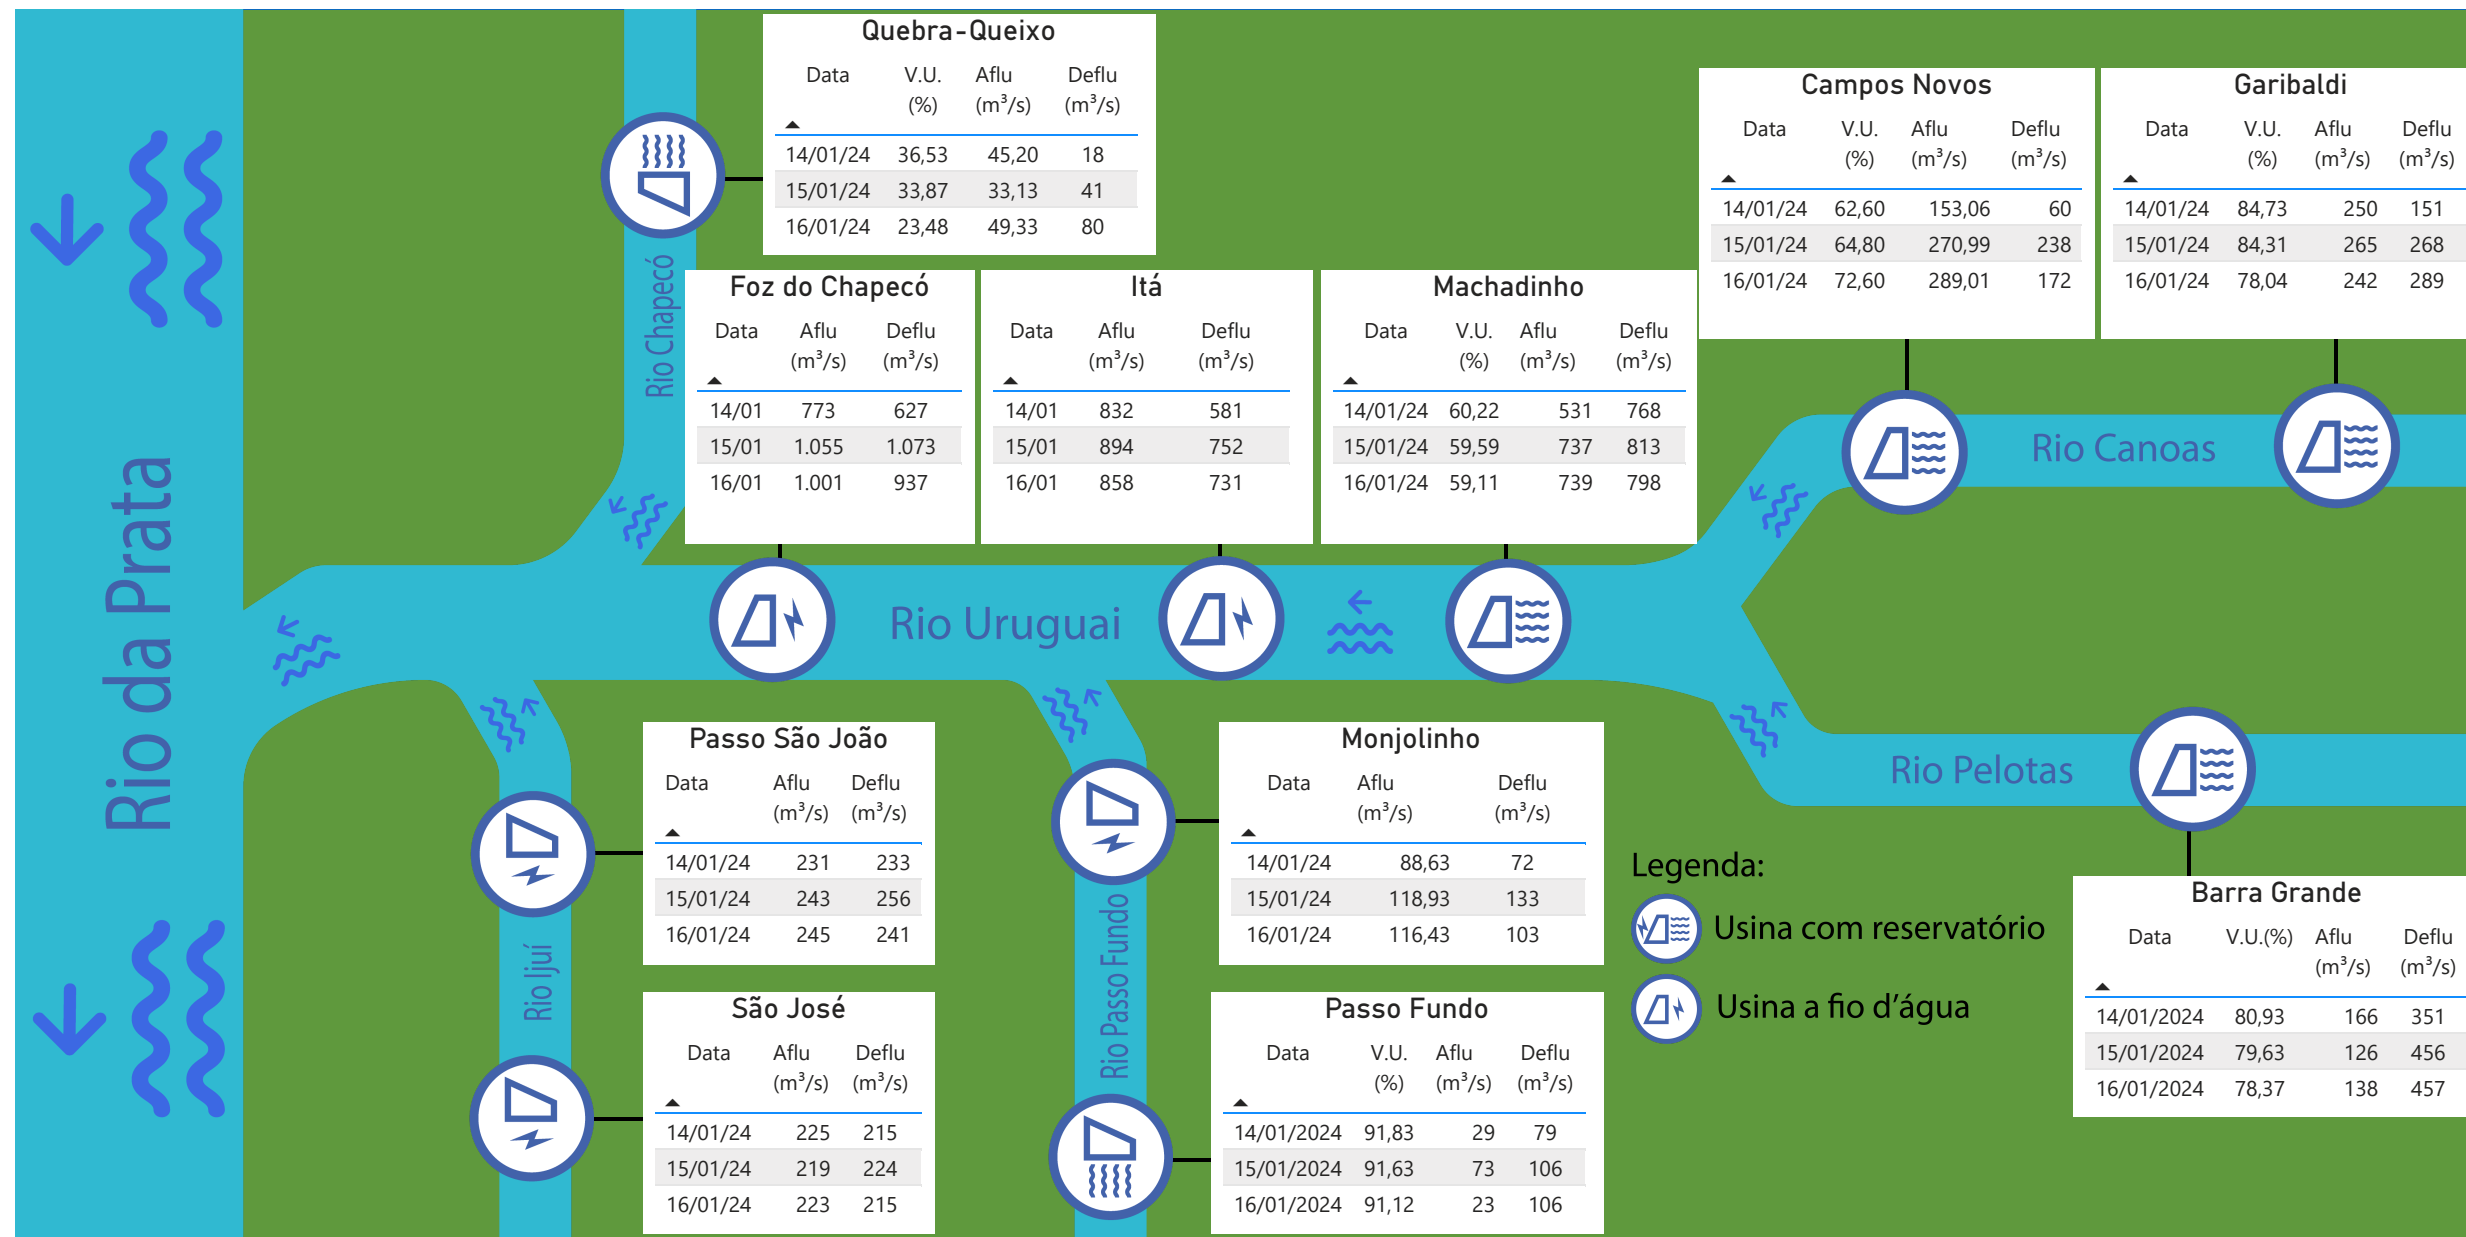 Quebra-Queixo
Data V.U. (%) Aflu (m³/s) Deflu (m³/s)
14/01/24 36,53 45,20 18
15/01/24 33,87 33,13 41
16/01/24 23,48 49,33 80
Campos Novos
Data V.U. (%) Aflu (m³/s) Deflu (m³/s)
14/01/24 62,60 153,06 60
15/01/24 64,80 270,99 238
16/01/24 72,60 289,01 172
Garibaldi
Data V.U. (%) Aflu (m³/s) Deflu (m³/s)
14/01/24 84,73 250 151
15/01/24 84,31 265 268
16/01/24 78,04 242 289
Rio Chapecó
Foz do Chapecó
Data Aflu (m³/s) Deflu (m³/s)
14/01 773 627
15/01 1.055 1.073
16/01 1.001 937
Itá
Data Aflu (m³/s) Deflu (m³/s)
14/01 832 581
15/01 894 752
16/01 858 731
Machadinho
Data V.U. (%) Aflu (m³/s) Deflu (m³/s)
14/01/24 60,22 531 768
15/01/24 59,59 737 813
16/01/24 59,11 739 798
Rio Canoas
Rio da Prata
Rio Uruguai
Rio Pelotas
Passo São João
Data Aflu (m³/s) Deflu (m³/s)
14/01/24 231 233
15/01/24 243 256
16/01/24 245 241
Monjolinho
Data Aflu (m³/s) Deflu (m³/s)
14/01/24 88,63 72
15/01/24 118,93 133
16/01/24 116,43 103
Legenda:
Usina com reservatório
Usina a fio d’água
Barra Grande
Data V.U.(%) Aflu (m³/s) Deflu (m³/s)
14/01/2024 80,93 166 351
15/01/2024 79,63 126 456
16/01/2024 78,37 138 457
Rio Ijuí
Rio Passo Fundo
São José
Data Aflu (m³/s) Deflu (m³/s)
14/01/24 225 215
15/01/24 219 224
16/01/24 223 215
Passo Fundo
Data V.U. (%) Aflu (m³/s) Deflu (m³/s)
14/01/2024 91,83 29 79
15/01/2024 91,63 73 106
16/01/2024 91,12 23 106